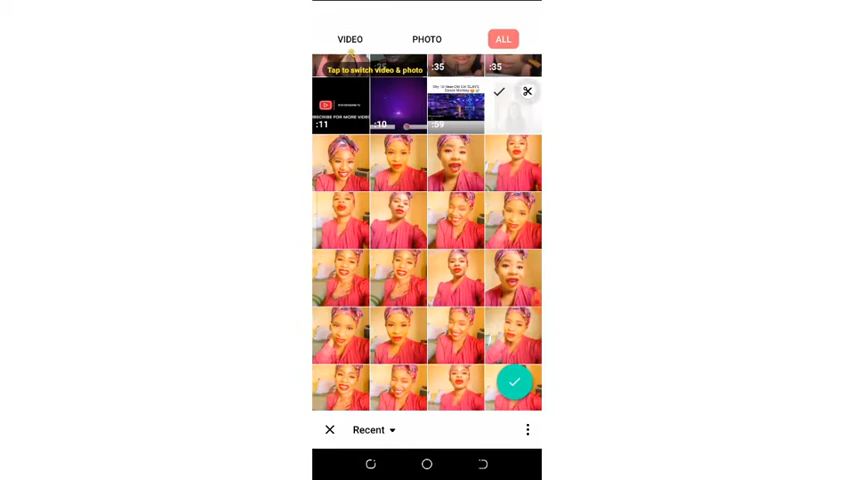 VIDEO
PHOTO
ALL
:35
:35
Tap to switch video & photo
:11
:10
:59
Recent